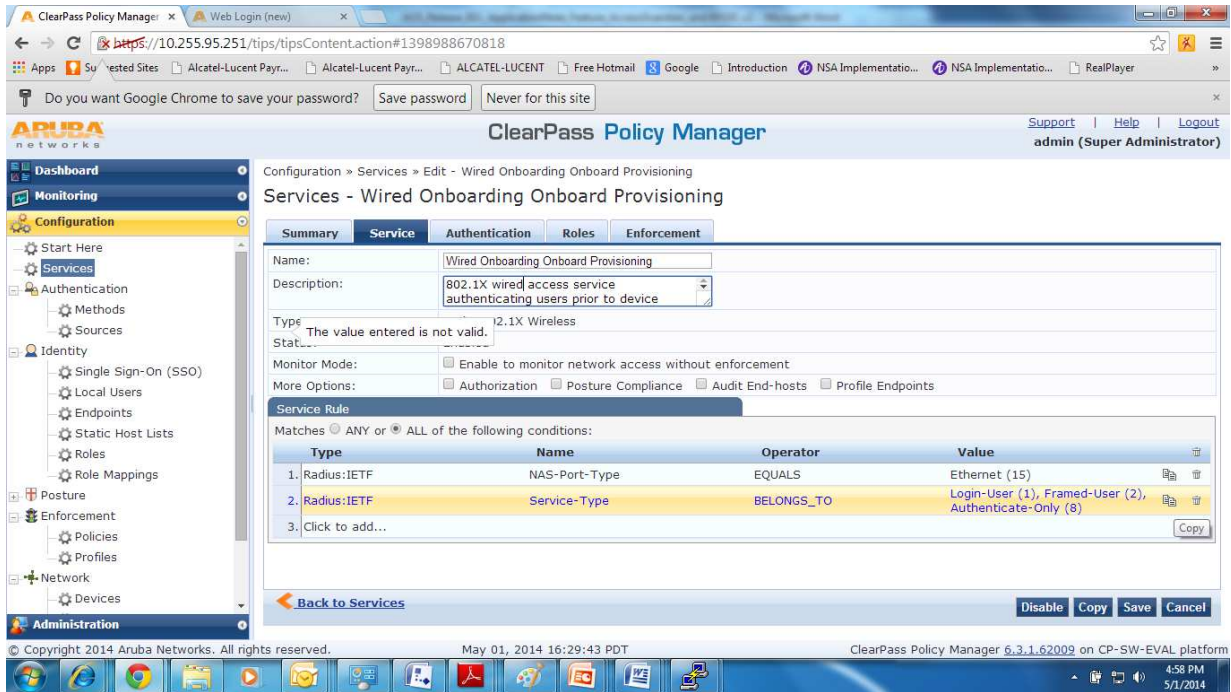 ClearPass Policy Manager
Web Login (new)
https://10.255.95.251/tips/tipsContent.action#1398988670818
Apps
Alcatel-Lucent Payr...
Alcatel-Lucent Payr...
ALCATEL-LUCENT
Free Hotmail
Google
Introduction
NSA Implementatio...
NSA Implementatio...
RealPlayer
»
Do you want Google Chrome to save your password? Save password Never for this site
ARUBA networks
ClearPass Policy Manager
Support | Help | Logout
admin (Super Administrator)
Dashboard
Monitoring
Configuration
Start Here
Services
Authentication
Methods
Sources
Identity
Single Sign-On (SSO)
Local Users
Endpoints
Static Host Lists
Roles
Role Mappings
Posture
Enforcement
Policies
Profiles
Network
Devices
Administration
Configuration » Services » Edit - Wired Onboarding Onboard Provisioning
Services - Wired Onboarding Onboard Provisioning
Summary Service Authentication Roles Enforcement
Name: Wired Onboarding Onboard Provisioning
Description: 802.1X wired access service
authenticating users prior to device
Type
The value entered is not valid.
2.1X Wireless
Monitor Mode: Enable to monitor network access without enforcement
More Options: Authorization Posture Compliance Audit End-hosts Profile Endpoints
Service Rule
Matches ANY or ALL of the following conditions:
Type Name Operator Value
1. Radius:IETF NAS-Port-Type EQUALS Ethernet (15)
2. Radius:IETF Service-Type BELONGS_TO Login-User (1), Framed-User (2),
Authenticate-Only (8)
3. Click to add...
Copy
Back to Services
Disable Copy Save Cancel
© Copyright 2014 Aruba Networks. All rights reserved. May 01, 2014 16:29:43 PDT ClearPass Policy Manager 6.3.1.62009 on CP-SW-EVAL platform
4:58 PM
5/1/2014